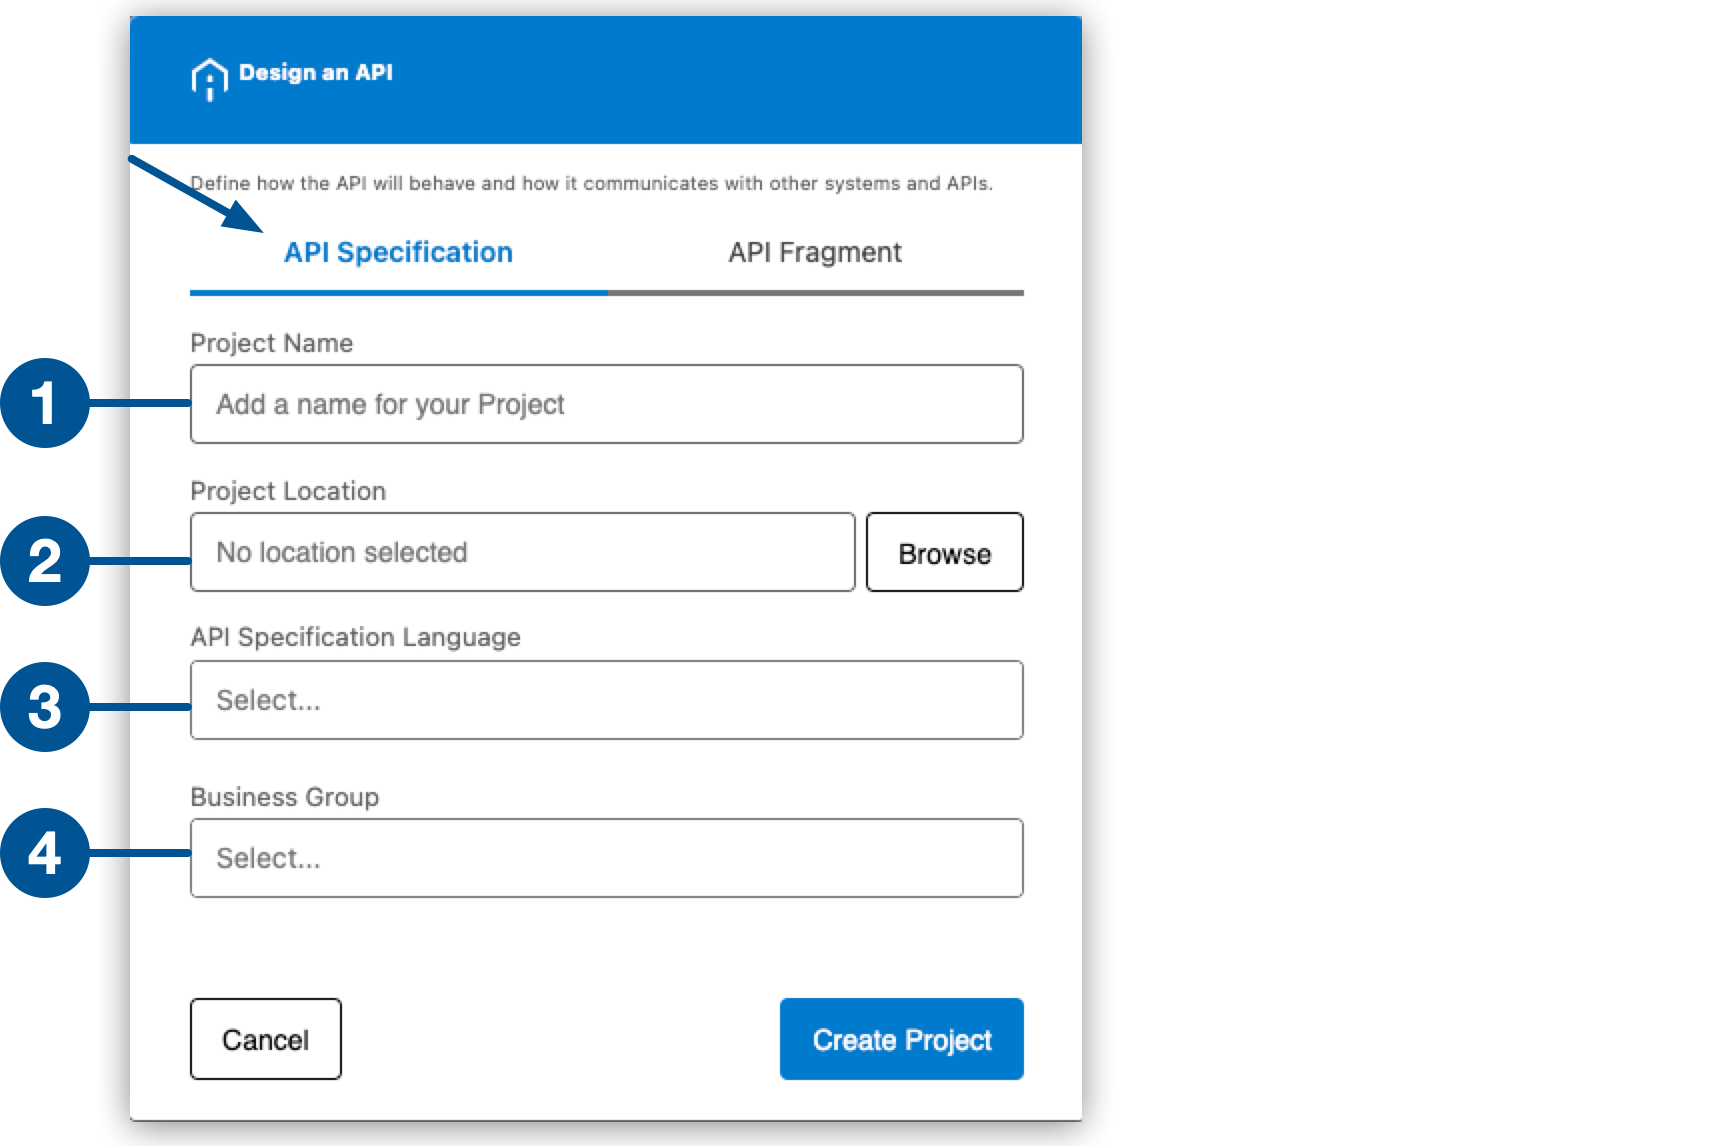 Design an API
Define how the API will behave and how it communicates with other systems and APIs.
API Specification
API Fragment
Project Name
1
Add a name for your Project
Project Location
2
No location selected
Browse
API Specification Language
3
Select...
Business Group
4
Select...
Cancel
Create Project